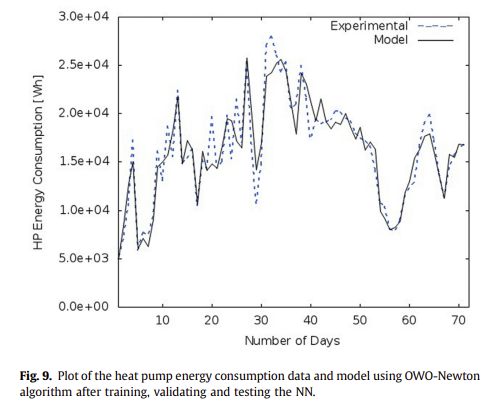 3.0e+04
Experimental
Model
2.5e+04
2.0e+04
1.5e+04
1.0e+04
5.0e+03
0.0e+00
HP Energy Consumption [Wh]
10 20 30 40 50 60 70
Number of Days
Fig. 9. Plot of the heat pump energy consumption data and model using OWO-Newton
algorithm after training, validating and testing the NN.